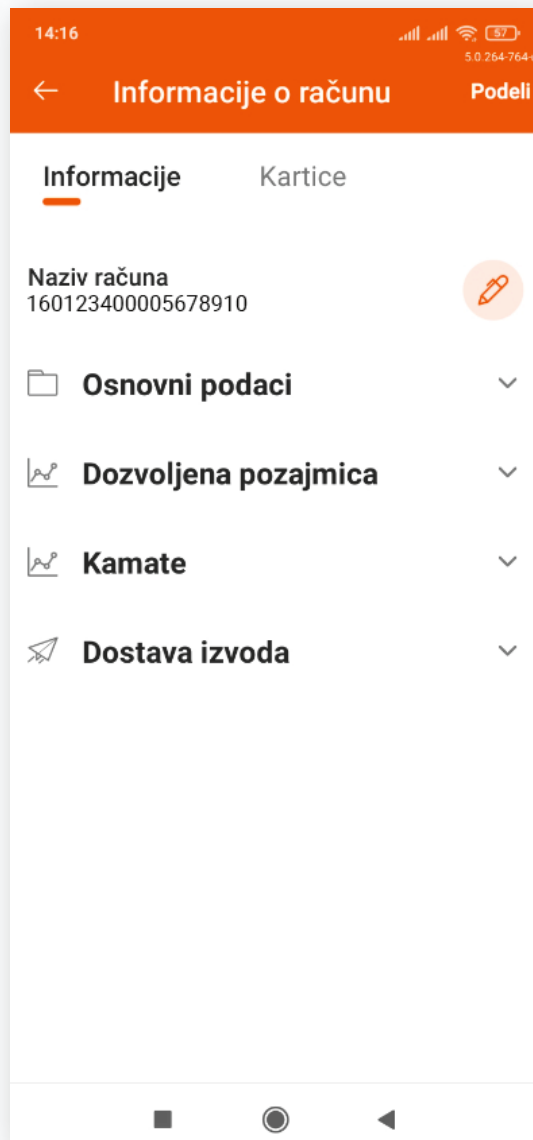 14:16
57
5.0.264-764-
Informacije o računu
Podeli
Informacije
Kartice
Naziv računa
160123400005678910
Osnovni podaci
Dozvoljena pozajmica
Kamate
Dostava izvoda